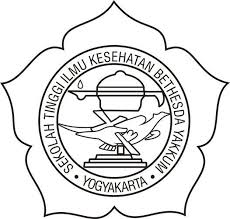 SEKOLAH TINGGI ILMU KESEHATAN BETHESDA YAKKUM
• YOGYAKARTA •